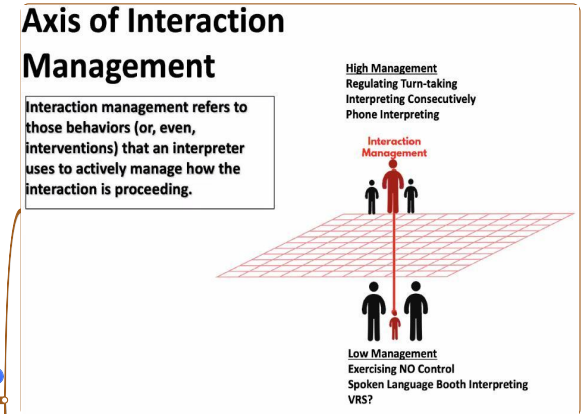 Axis of Interaction
Management
Interaction management refers to
those behaviors (or, even,
interventions) that an interpreter
uses to actively manage how the
interaction is proceeding.
High Management
Regulating Turn-taking
Interpreting Consecutively
Phone Interpreting
Interaction
Management
Low Management
Exercising NO Control
Spoken Language Booth Interpreting
VRS?